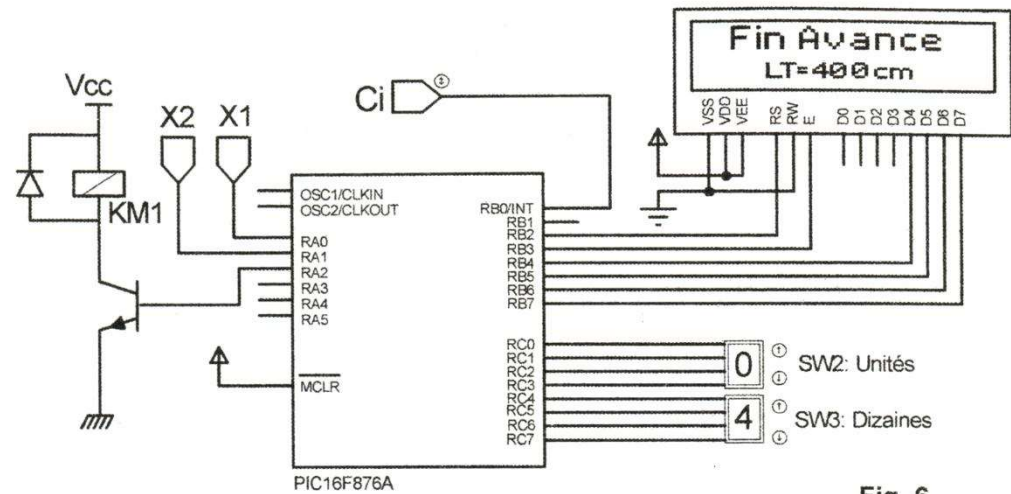 Fin Avance
LT=400cm
VSS
VDD
VEE
RS
RW
E
D0
D1
D2
D3
D4
D5
D6
D7
Ci
Vcc
X2
X1
KM1
OSC1/CLKIN
OSC2/CLKOUT
RA0
RA1
RA2
RA3
RA4
RA5
MCLR
RB0/INT
RB1
RB2
RB3
RB4
RB5
RB6
RB7
RC0
RC1
RC2
RC3
RC4
RC5
RC6
RC7
0
SW2: Unités
4
SW3: Dizaines
PIC16F876A